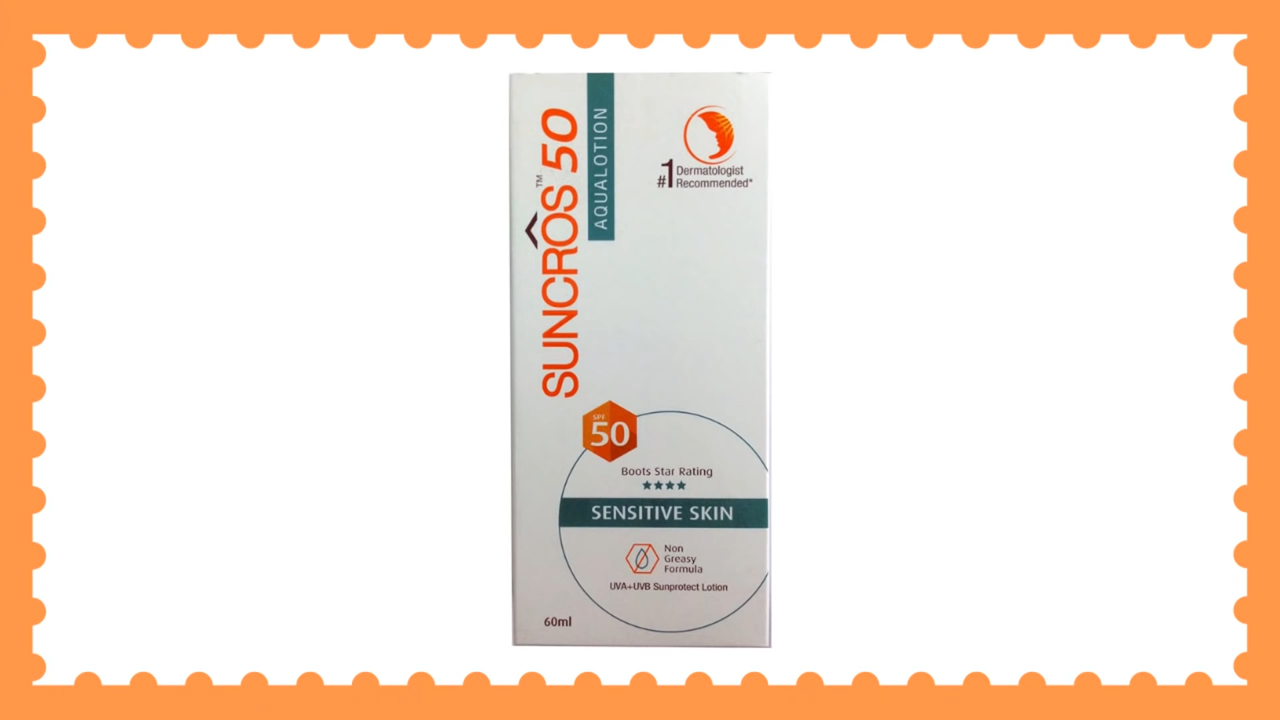 SUNCRÔS™ 50
AQUALOTION
#1 Dermatologist
Recommended*
SPF
50
Boots Star Rating
★★★★
SENSITIVE SKIN
Non
Greasy
Formula
UVA+UVB Sunprotect Lotion
60ml